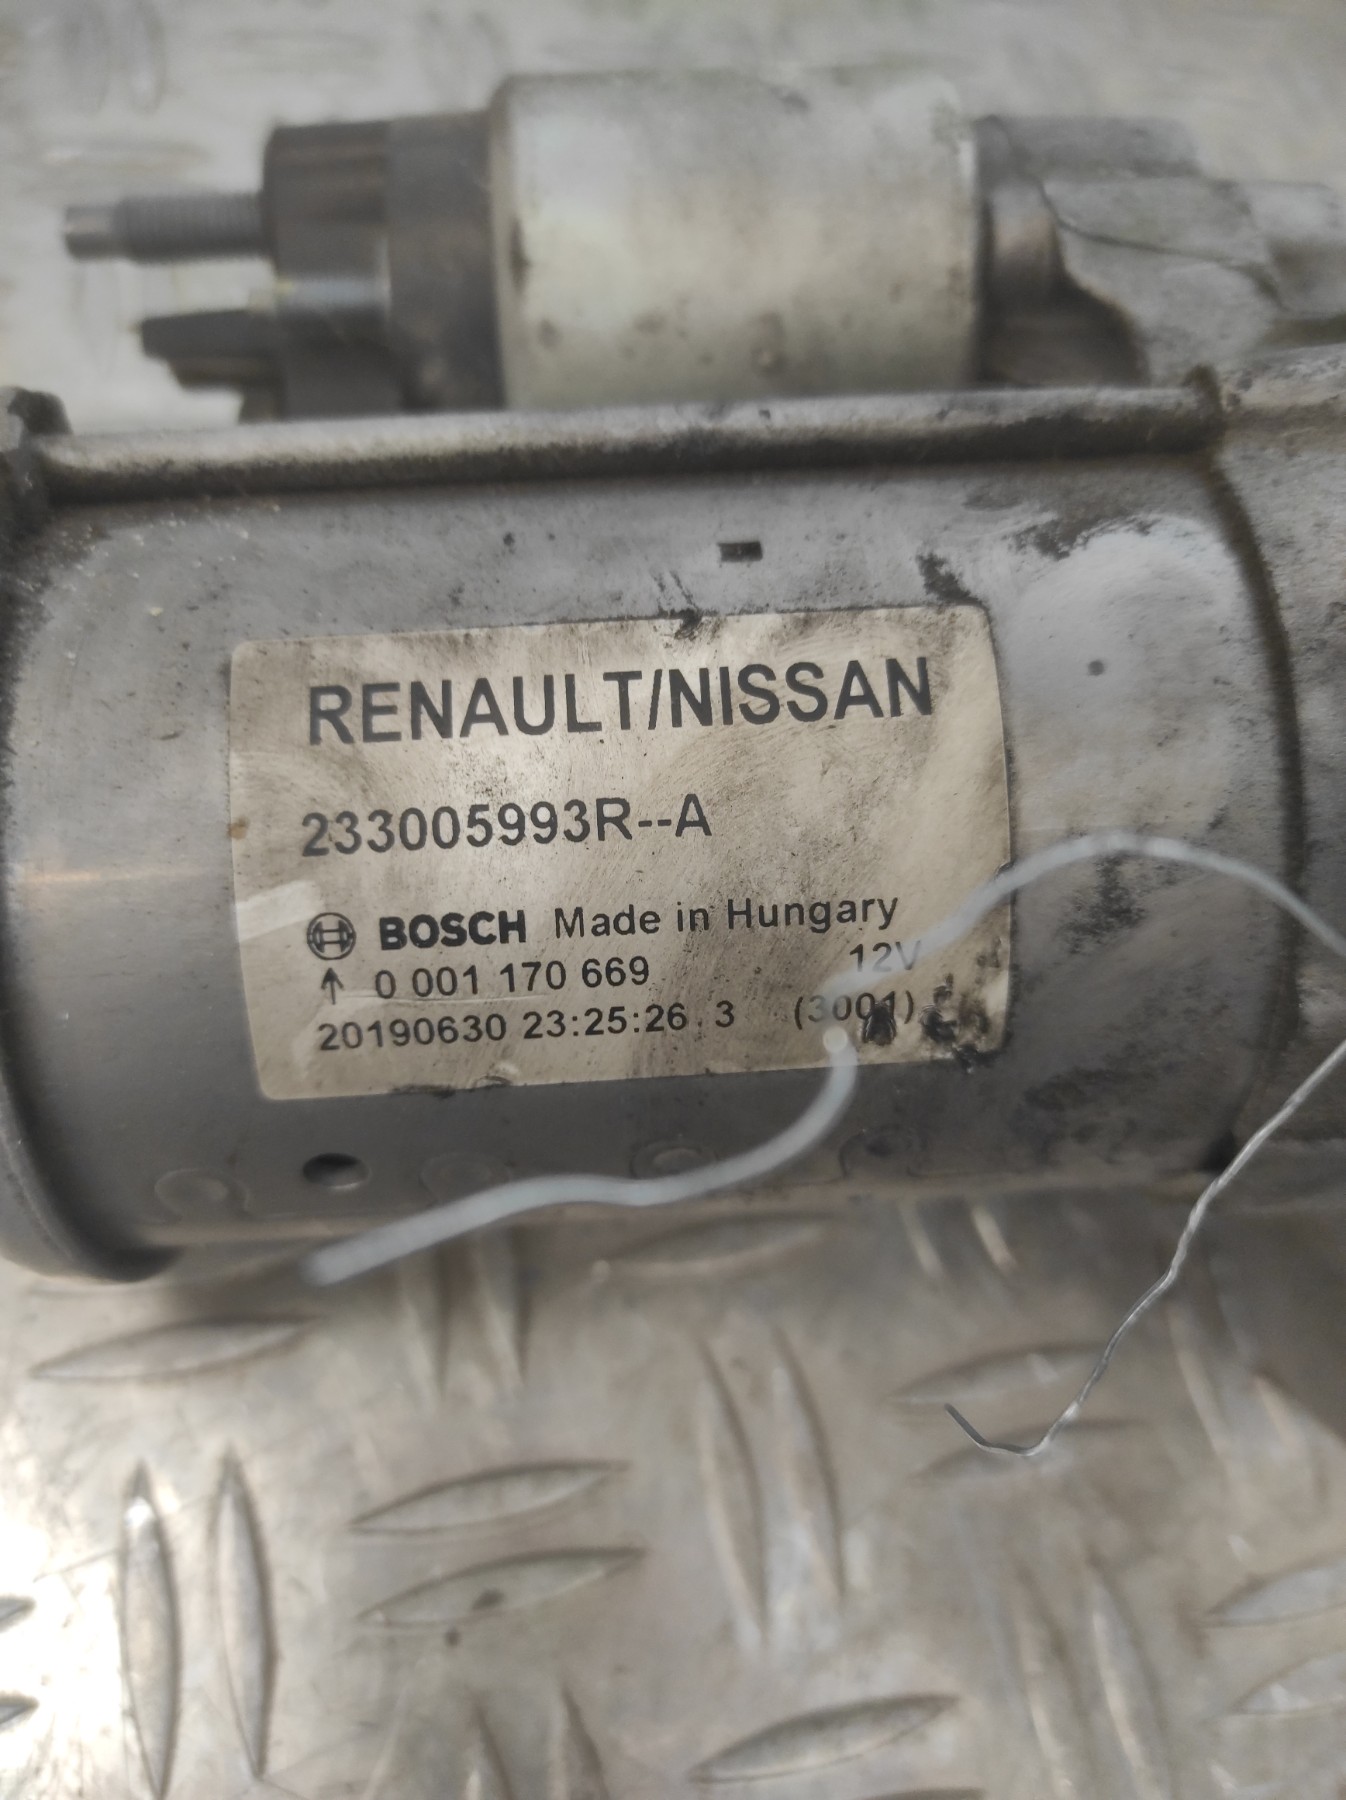 RENAULT/NISSAN
233005993R--A
BOSCH Made in Hungary
↑ 0 001 170 669 12V
20190630 23:25:26.3 (3001)